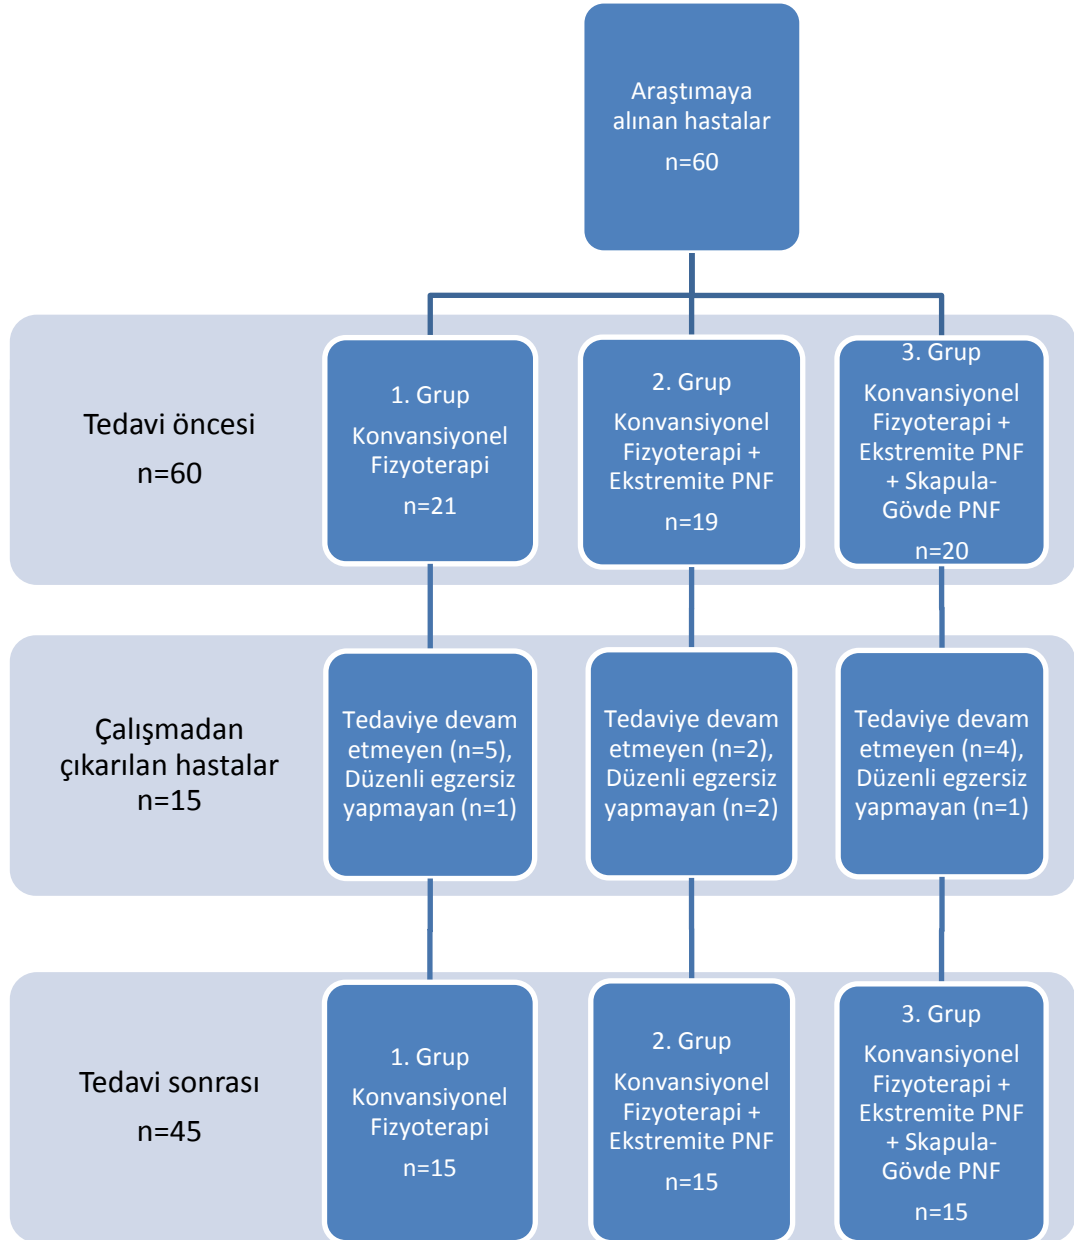 Araştımaya
alınan hastalar
n=60
Tedavi öncesi
n=60
1. Grup
Konvansiyonel
Fizyoterapi
n=21
2. Grup
Konvansiyonel
Fizyoterapi +
Ekstremite PNF
n=19
3. Grup
Konvansiyonel
Fizyoterapi +
Ekstremite PNF
+ Skapula-
Gövde PNF
n=20
Çalışmadan
çıkarılan hastalar
n=15
Tedaviye devam
etmeyen (n=5),
Düzenli egzersiz
yapmayan (n=1)
Tedaviye devam
etmeyen (n=2),
Düzenli egzersiz
yapmayan (n=2)
Tedaviye devam
etmeyen (n=4),
Düzenli egzersiz
yapmayan (n=1)
Tedavi sonrası
n=45
1. Grup
Konvansiyonel
Fizyoterapi
n=15
2. Grup
Konvansiyonel
Fizyoterapi +
Ekstremite PNF
n=15
3. Grup
Konvansiyonel
Fizyoterapi +
Ekstremite PNF
+ Skapula-
Gövde PNF
n=15